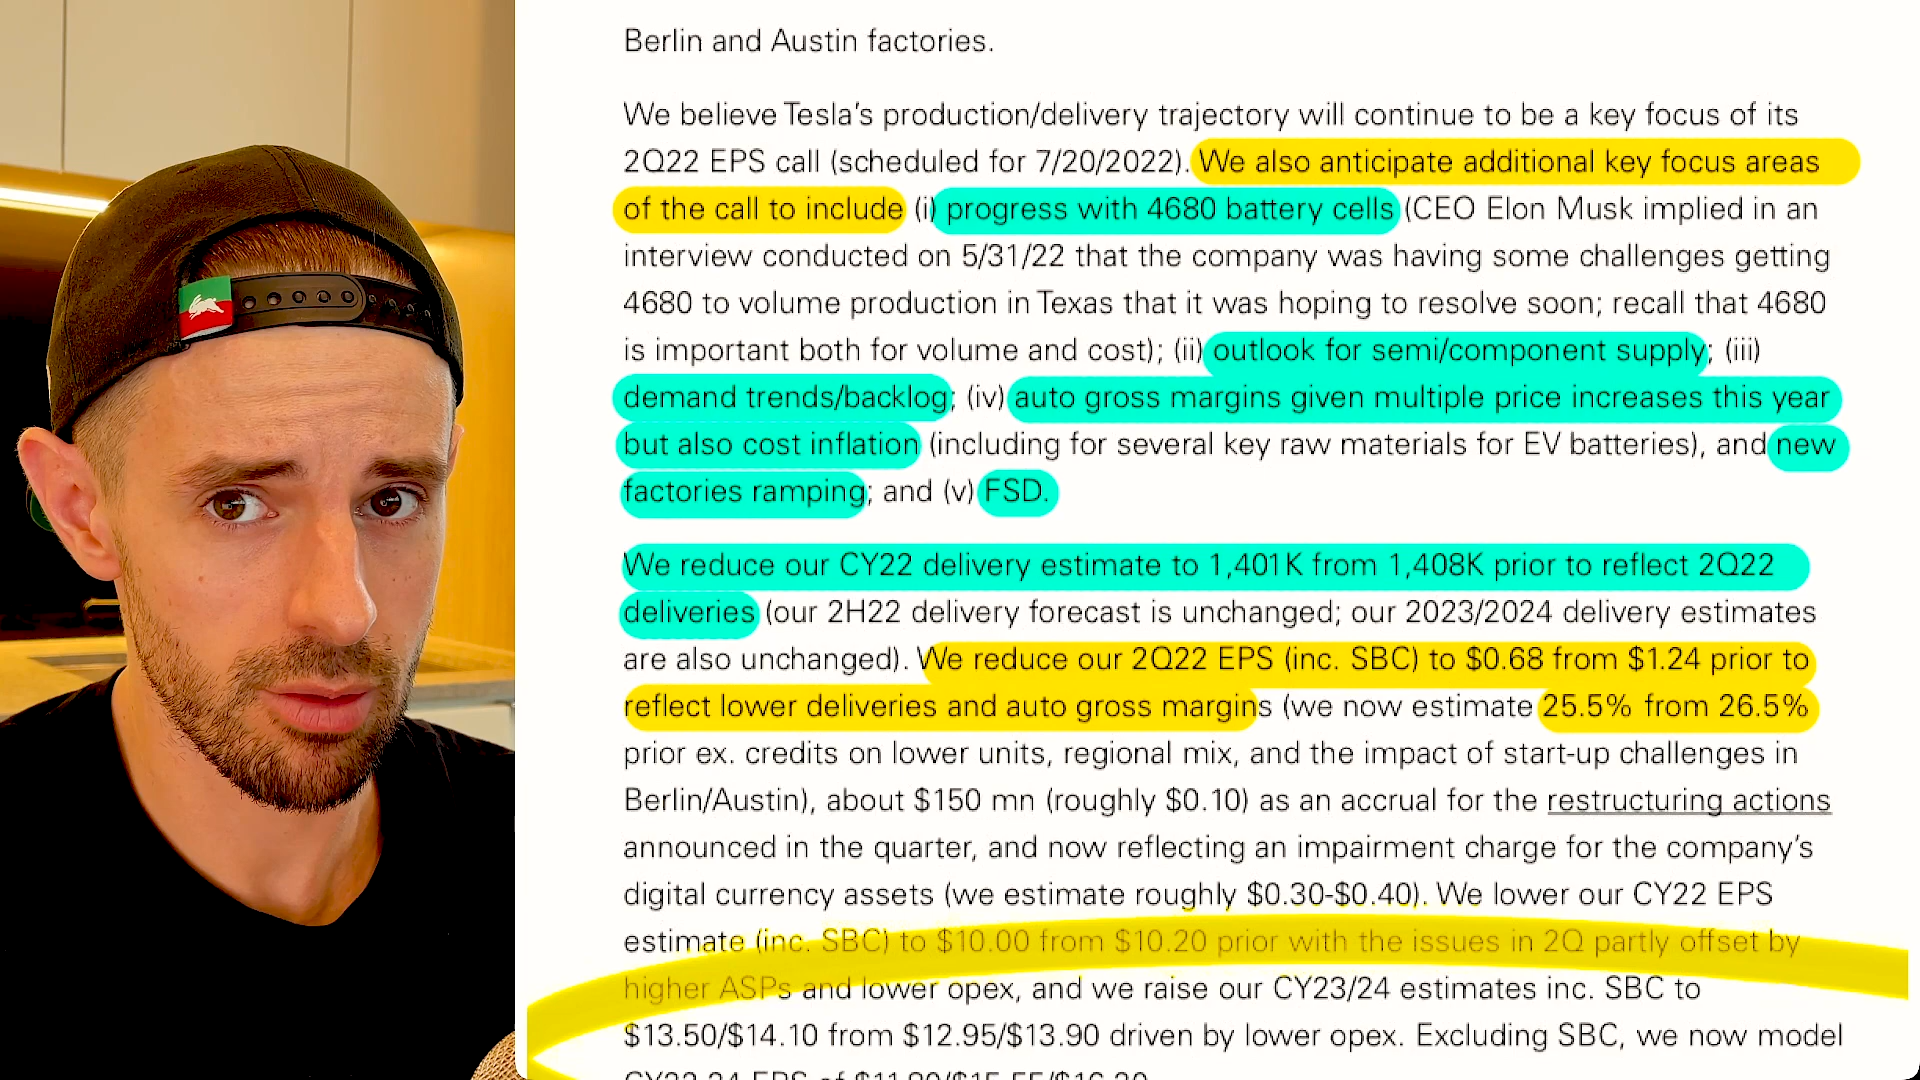 Berlin and Austin factories.
We believe Tesla's production/delivery trajectory will continue to be a key focus of its
2Q22 EPS call (scheduled for 7/20/2022). We also anticipate additional key focus areas
of the call to include (i) progress with 4680 battery cells (CEO Elon Musk implied in an
interview conducted on 5/31/22 that the company was having some challenges getting
4680 to volume production in Texas that it was hoping to resolve soon; recall that 4680
is important both for volume and cost); (ii) outlook for semi/component supply; (iii)
demand trends/backlog; (iv) auto gross margins given multiple price increases this year
but also cost inflation (including for several key raw materials for EV batteries), and new
factories ramping; and (v) FSD.
We reduce our CY22 delivery estimate to 1,401K from 1,408K prior to reflect 2Q22
deliveries (our 2H22 delivery forecast is unchanged; our 2023/2024 delivery estimates
are also unchanged). We reduce our 2Q22 EPS (inc. SBC) to $0.68 from $1.24 prior to
reflect lower deliveries and auto gross margins (we now estimate 25.5% from 26.5%
prior ex. credits on lower units, regional mix, and the impact of start-up challenges in
Berlin/Austin), about $150 mn (roughly $0.10) as an accrual for the restructuring actions
announced in the quarter, and now reflecting an impairment charge for the company's
digital currency assets (we estimate roughly $0.30-$0.40). We lower our CY22 EPS
estimate (inc. SBC) to $10.00 from $10.20 prior with the issues in 2Q partly offset by
higher ASPs and lower opex, and we raise our CY23/24 estimates inc. SBC to
$13.50/$14.10 from $12.95/$13.90 driven by lower opex. Excluding SBC, we now model